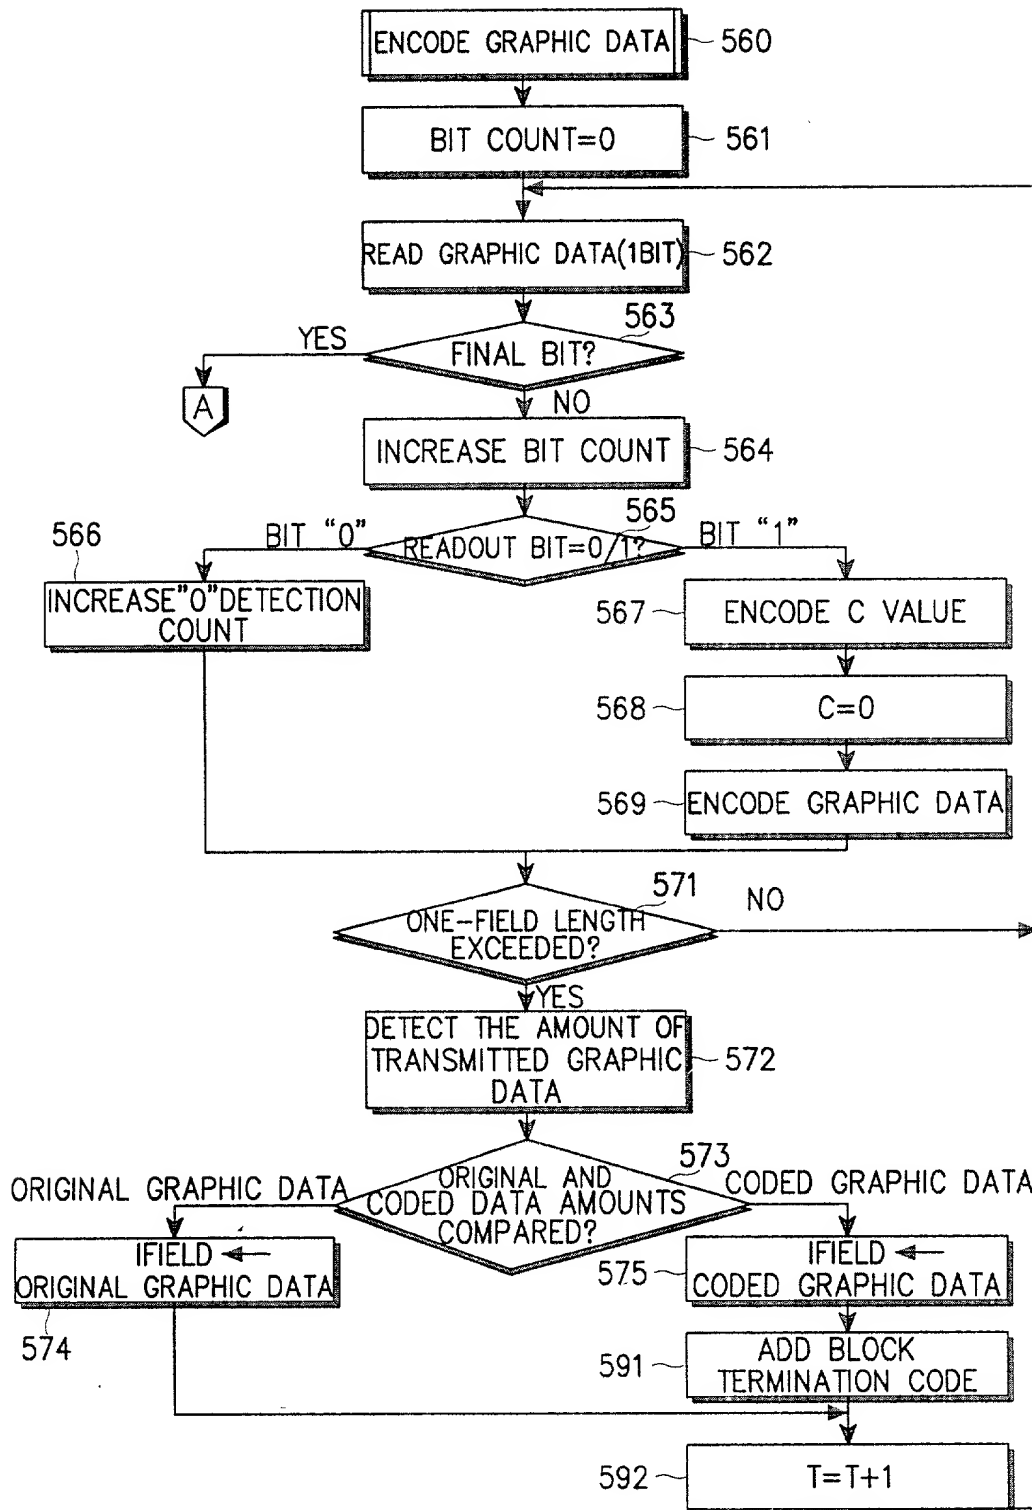 ENCODE GRAPHIC DATA 560
BIT COUNT=0 561
READ GRAPHIC DATA(1BIT) 562
563
YES
FINAL BIT?
A
NO
INCREASE BIT COUNT 564
565
566
BIT “0”
READOUT BIT=0/1?
BIT “1”
INCREASE"0"DETECTION
COUNT
567 ENCODE C VALUE
568 C=0
569 ENCODE GRAPHIC DATA
571
NO
ONE-FIELD LENGTH
EXCEEDED?
YES
DETECT THE AMOUNT OF
TRANSMITTED GRAPHIC
DATA
572
573
ORIGINAL GRAPHIC DATA
ORIGINAL AND
CODED DATA AMOUNTS
COMPARED?
CODED GRAPHIC DATA
IFIELD ←
ORIGINAL GRAPHIC DATA
574
575
IFIELD ←
CODED GRAPHIC DATA
591
ADD BLOCK
TERMINATION CODE
592 T=T+1